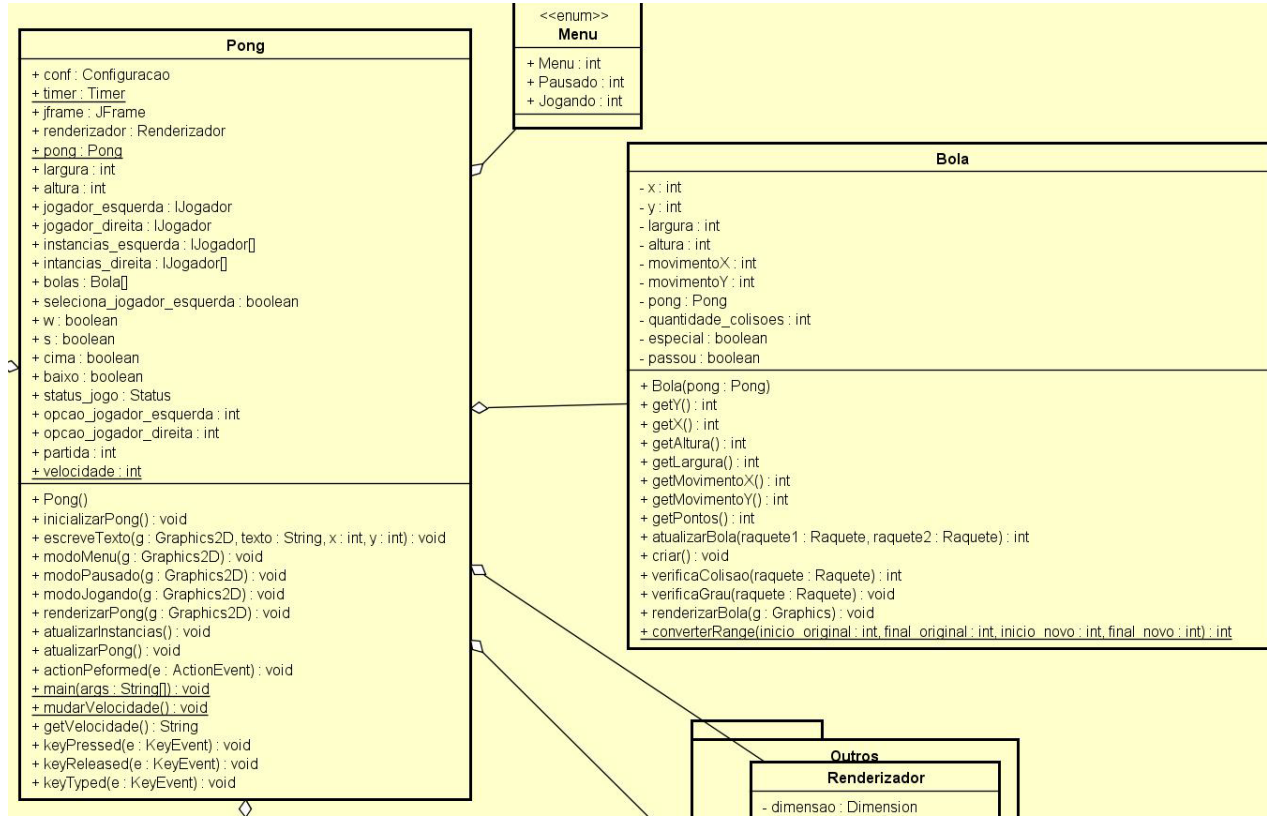 Pong
+ conf : Configuracao
+ timer : Timer
+ jframe : JFrame
+ renderizador : Renderizador
+ pong : Pong
+ largura : int
+ altura : int
+ jogador_esquerda : IJogador
+ jogador_direita : IJogador
+ instancias_esquerda : IJogador[]
+ intancias_direita : IJogador[]
+ bolas : Bola[]
+ seleciona_jogador_esquerda : boolean
+ w : boolean
+ s : boolean
+ cima : boolean
+ baixo : boolean
+ status_jogo : Status
+ opcao_jogador_esquerda : int
+ opcao_jogador_direita : int
+ partida : int
+ velocidade : int
+ Pong()
+ inicializarPong() : void
+ escreveTexto(g : Graphics2D, texto : String, x : int, y : int) : void
+ modoMenu(g : Graphics2D) : void
+ modoPausado(g : Graphics2D) : void
+ modoJogando(g : Graphics2D) : void
+ renderizarPong(g : Graphics2D) : void
+ atualizarInstancias() : void
+ atualizarPong() : void
+ actionPeformed(e : ActionEvent) : void
+ main(args : String[]) : void
+ mudarVelocidade() : void
+ getVelocidade() : String
+ keyPressed(e : KeyEvent) : void
+ keyReleased(e : KeyEvent) : void
+ keyTyped(e : KeyEvent) : void
<<enum>>
Menu
+ Menu : int
+ Pausado : int
+ Jogando : int
Bola
- x : int
- y : int
- largura : int
- altura : int
- movimentoX : int
- movimentoY : int
- pong : Pong
- quantidade_colisoes : int
- especial : boolean
- passou : boolean
+ Bola(pong : Pong)
+ getY() : int
+ getX() : int
+ getAltura() : int
+ getLargura() : int
+ getMovimentoX() : int
+ getMovimentoY() : int
+ getPontos() : int
+ atualizarBola(raquete1 : Raquete, raquete2 : Raquete) : int
+ criar() : void
+ verificaColisao(raquete : Raquete) : int
+ verificaGrau(raquete : Raquete) : void
+ renderizarBola(g : Graphics) : void
+ converterRange(inicio_original : int, final_original : int, inicio_novo : int, final_novo : int) : int
Outros
Renderizador
- dimensao : Dimension